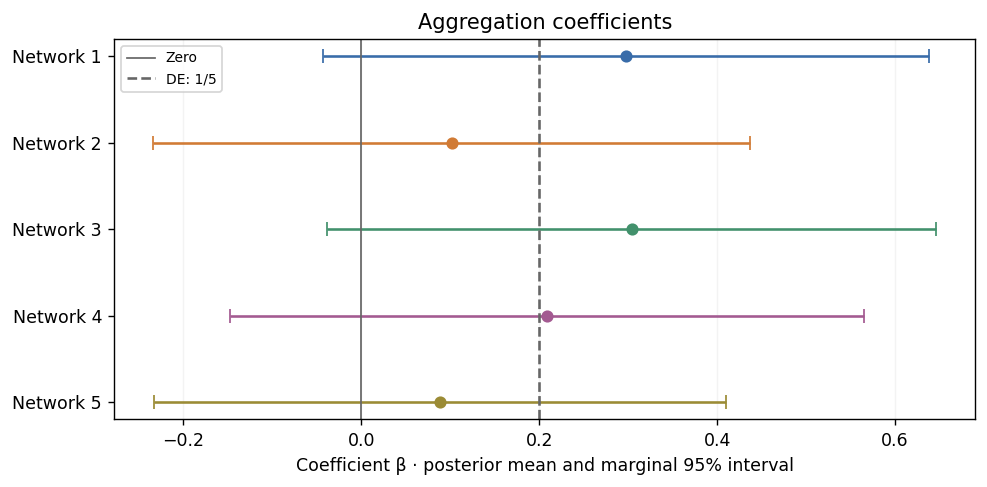 Aggregation coefficients
Zero
DE: 1/5
Network 1
Network 2
Network 3
Network 4
Network 5
−0.2 0.0 0.2 0.4 0.6
Coefficient β · posterior mean and marginal 95% interval